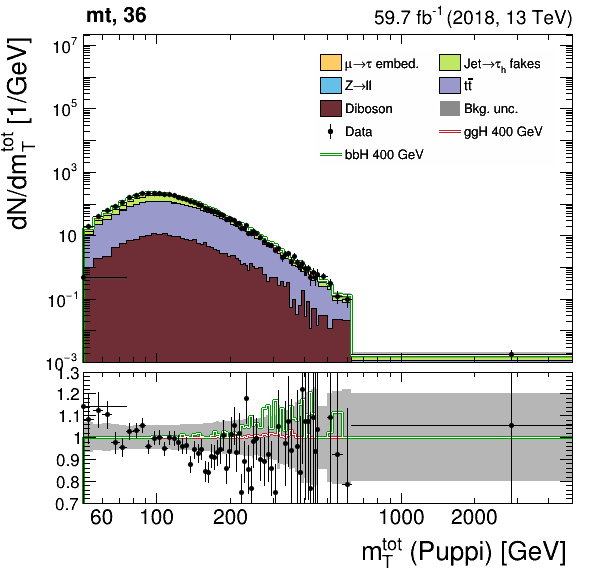 mt, 36
59.7 fb⁻¹ (2018, 13 TeV)
dN/dm_T^tot [1/GeV]
10⁷
10⁵
10³
10
10⁻¹
10⁻³
μ→τ embed.
Jet→τ_h fakes
Z→ll
tt̄
Diboson
Bkg. unc.
Data
ggH 400 GeV
bbH 400 GeV
1.3
1.2
1.1
1
0.9
0.8
0.7
60 100 200 1000 2000
m_T^tot (Puppi) [GeV]